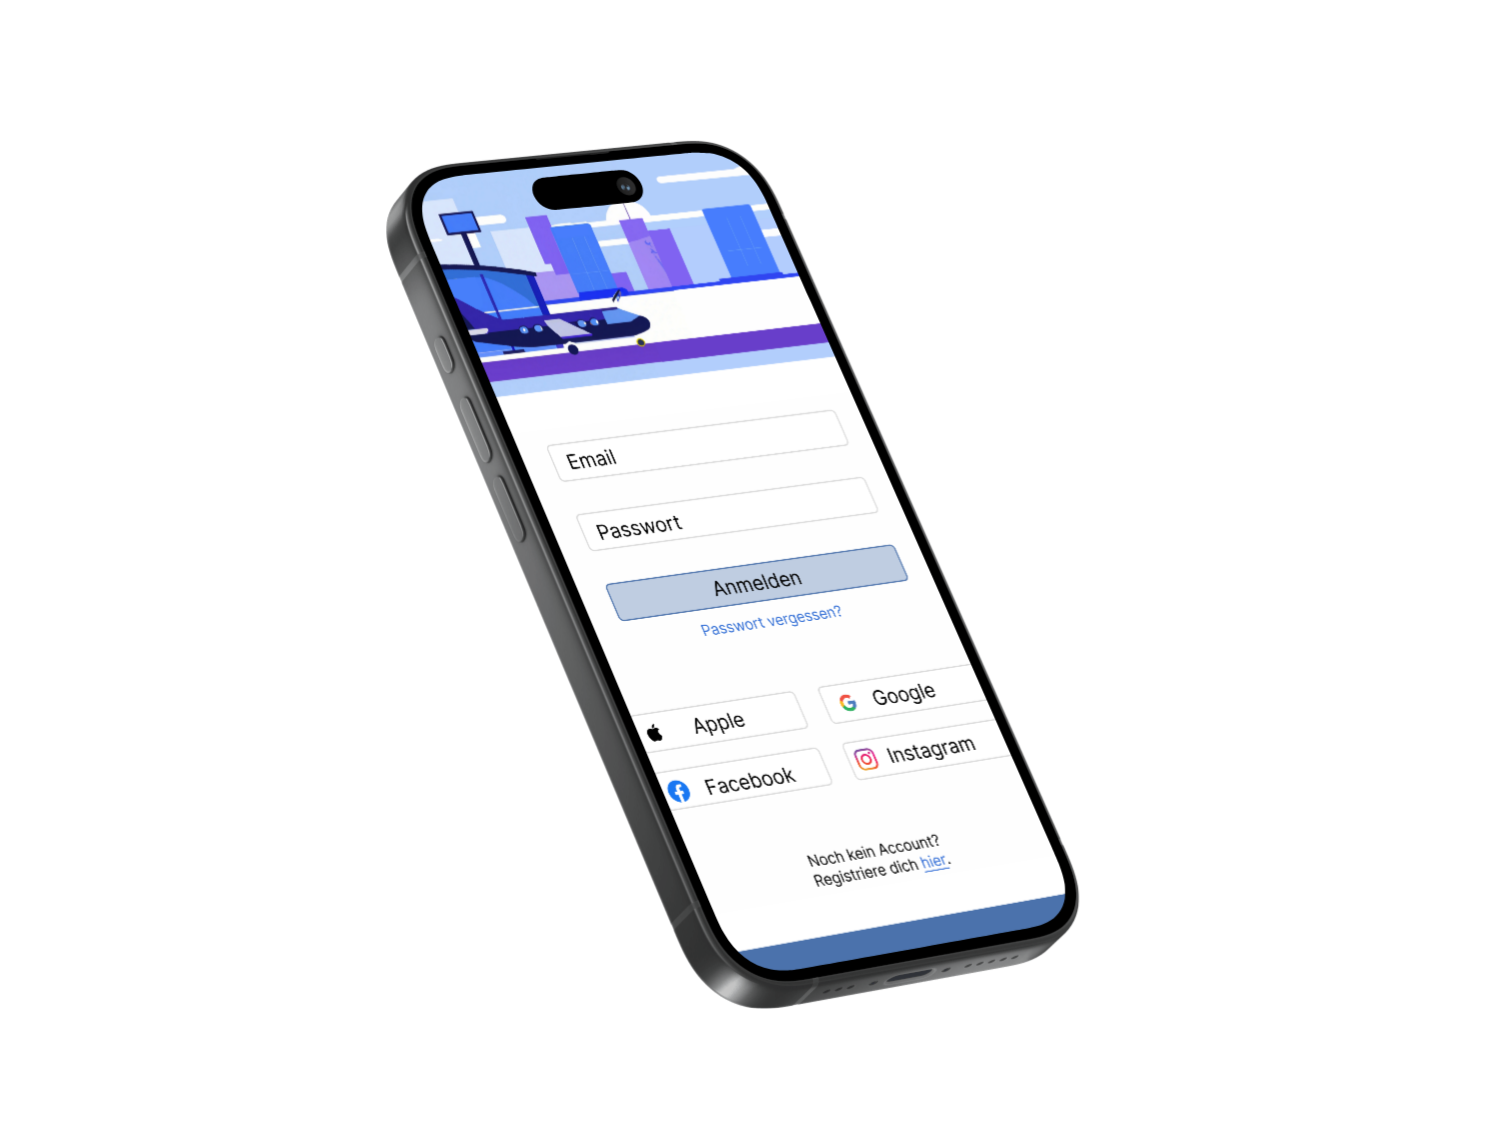 Email
Passwort
Anmelden
Passwort vergessen?
Apple
Google
Facebook
Instagram
Noch kein Account?
Registriere dich hier.